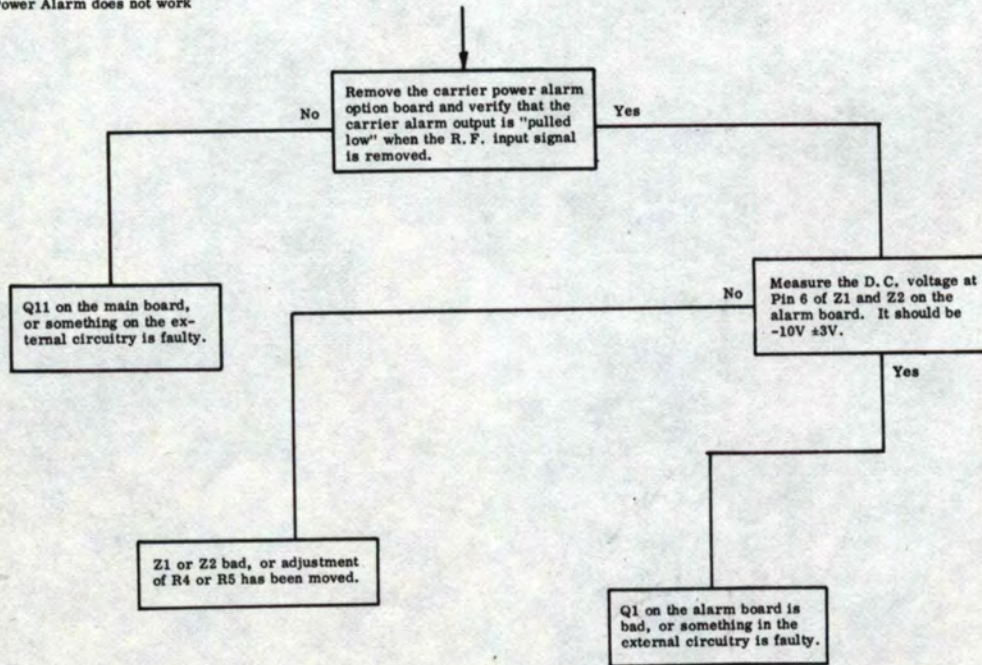 Power Alarm does not work
Remove the carrier power alarm
option board and verify that the
carrier alarm output is "pulled
low" when the R.F. input signal
is removed.
No
Yes
Q11 on the main board,
or something on the ex-
ternal circuitry is faulty.
No
Measure the D.C. voltage at
Pin 6 of Z1 and Z2 on the
alarm board. It should be
-10V ±3V.
Yes
Z1 or Z2 bad, or adjustment
of R4 or R5 has been moved.
Q1 on the alarm board is
bad, or something in the
external circuitry is faulty.